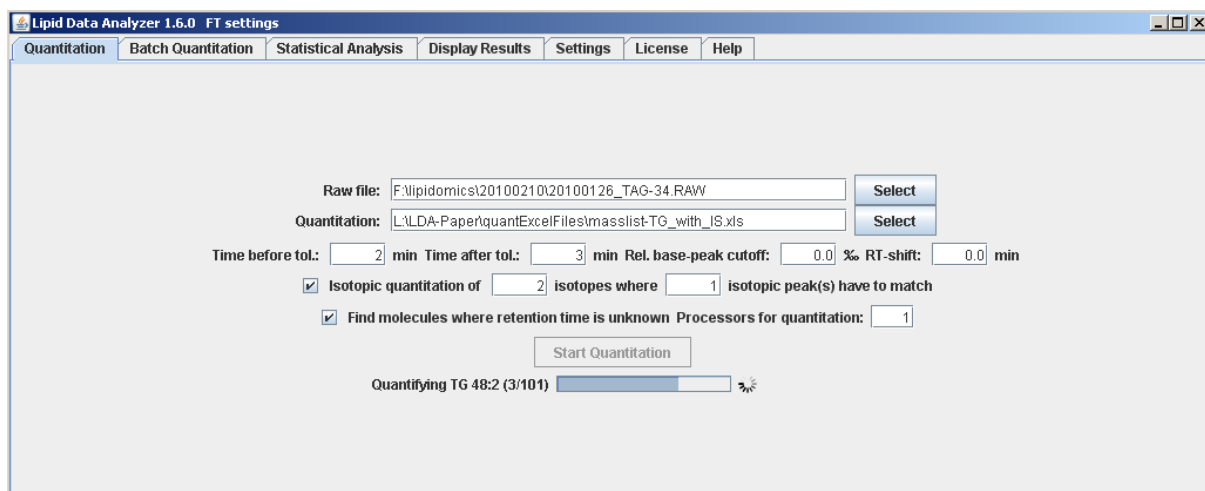 Lipid Data Analyzer 1.6.0 FT settings
Quantitation Batch Quantitation Statistical Analysis Display Results Settings License Help
Raw file: F:\lipidomics\20100210\20100126_TAG-34.RAW Select
Quantitation: L:\LDA-Paper\quantExcelFiles\masslist-TG_with_IS.xls Select
Time before tol.: 2 min Time after tol.: 3 min Rel. base-peak cutoff: 0.0 ‰ RT-shift: 0.0 min
Isotopic quantitation of 2 isotopes where 1 isotopic peak(s) have to match
Find molecules where retention time is unknown Processors for quantitation: 1
Start Quantitation
Quantifying TG 48:2 (3/101)